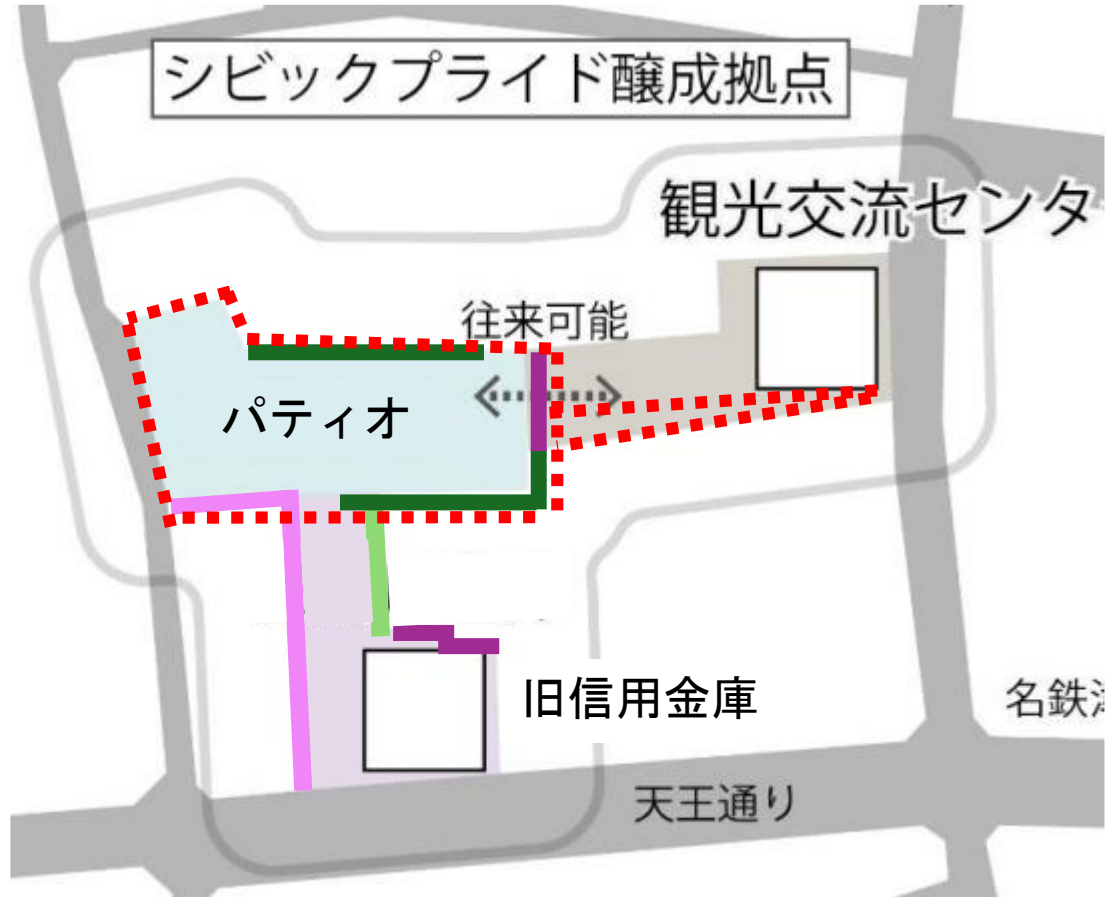 シビックプライド醸成拠点
観光交流センタ
往来可能
パティオ
旧信用金庫
名鉄津
天王通り